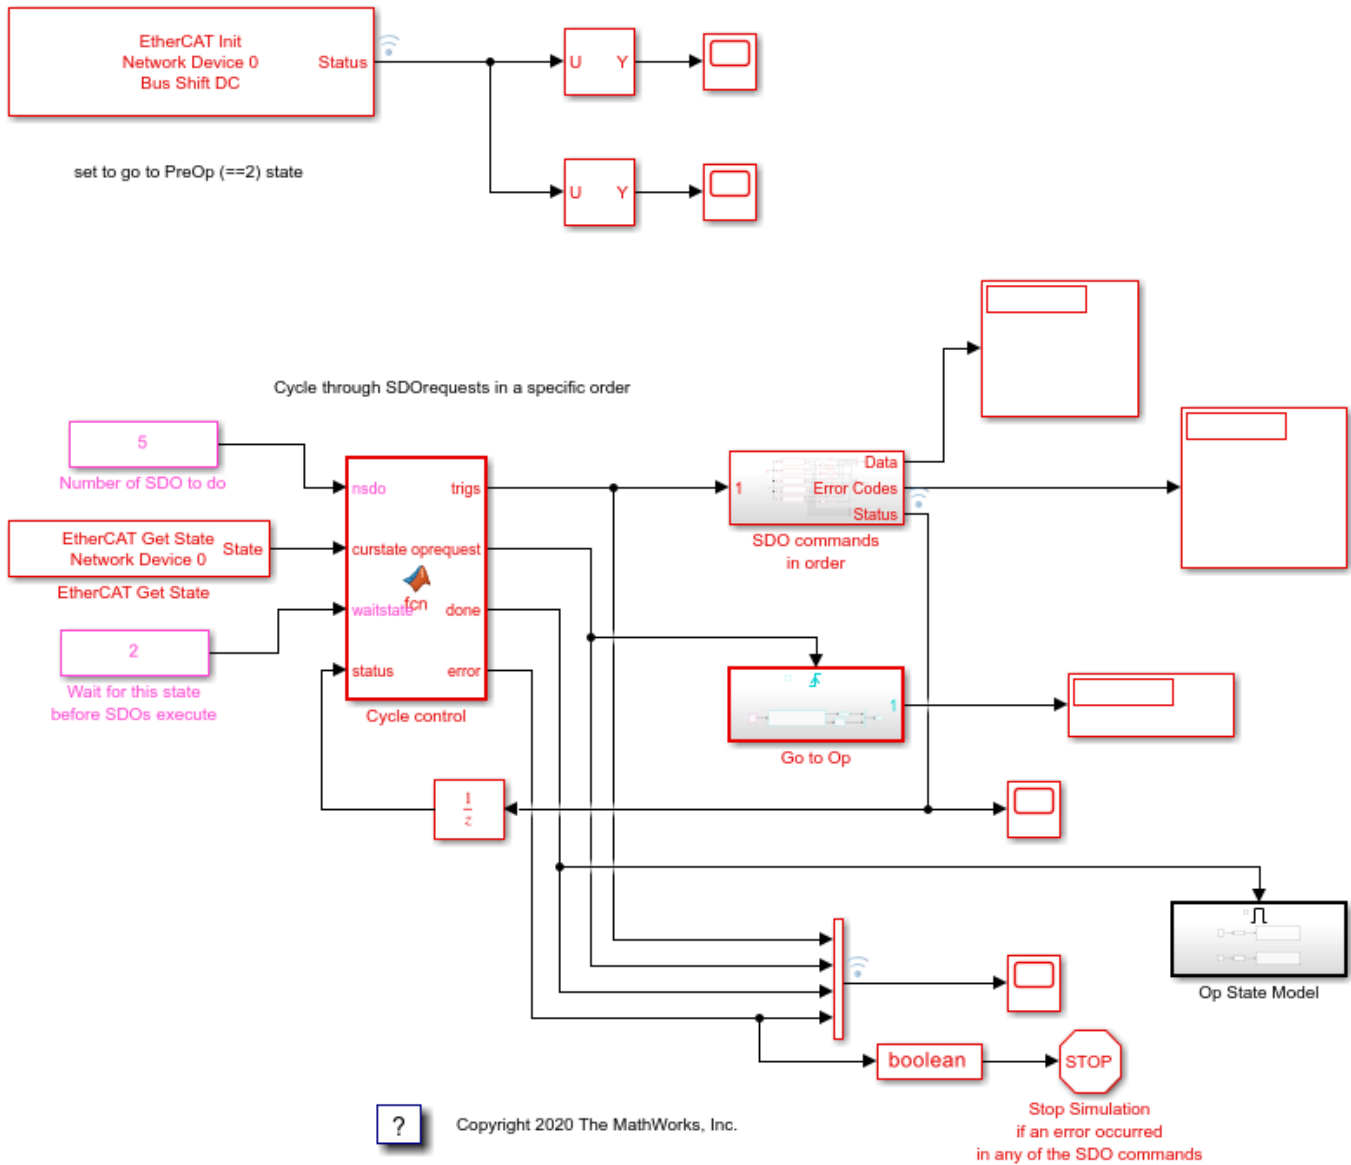 EtherCAT Init
Network Device 0
Bus Shift DC
Status
U Y
set to go to PreOp (==2) state
U Y
Cycle through SDOrequests in a specific order
5
Number of SDO to do
EtherCAT Get State
Network Device 0
State
EtherCAT Get State
2
Wait for this state
before SDOs execute
nsdo
curstate
waitstate
status
fcn
trigs
oprequest
done
error
Cycle control
1
Data
Error Codes
Status
SDO commands
in order
1
Go to Op
1
z
Op State Model
boolean
STOP
Stop Simulation
if an error occurred
in any of the SDO commands
?
Copyright 2020 The MathWorks, Inc.